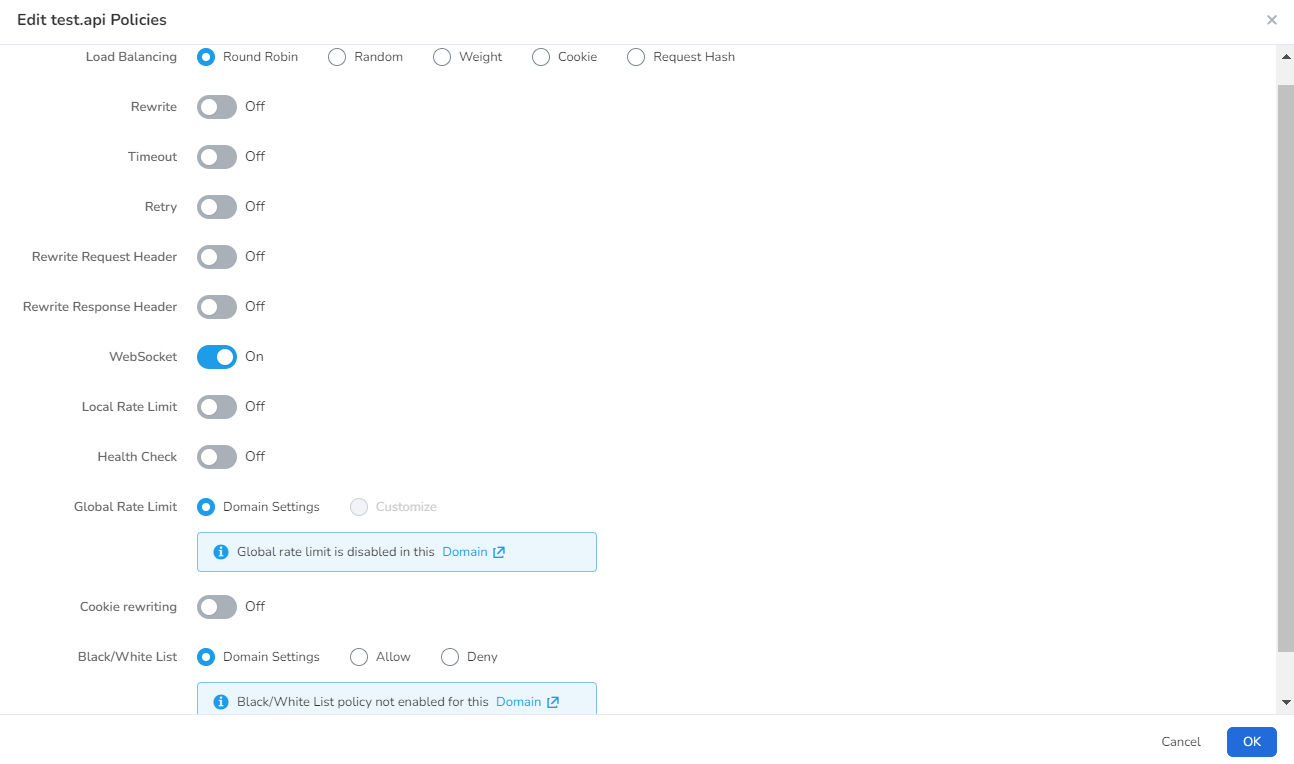 Edit test.api Policies
Load Balancing Round Robin Random Weight Cookie Request Hash
Rewrite Off
Timeout Off
Retry Off
Rewrite Request Header Off
Rewrite Response Header Off
WebSocket On
Local Rate Limit Off
Health Check Off
Global Rate Limit Domain Settings Customize
Global rate limit is disabled in this Domain
Cookie rewriting Off
Black/White List Domain Settings Allow Deny
Black/White List policy not enabled for this Domain
Cancel OK